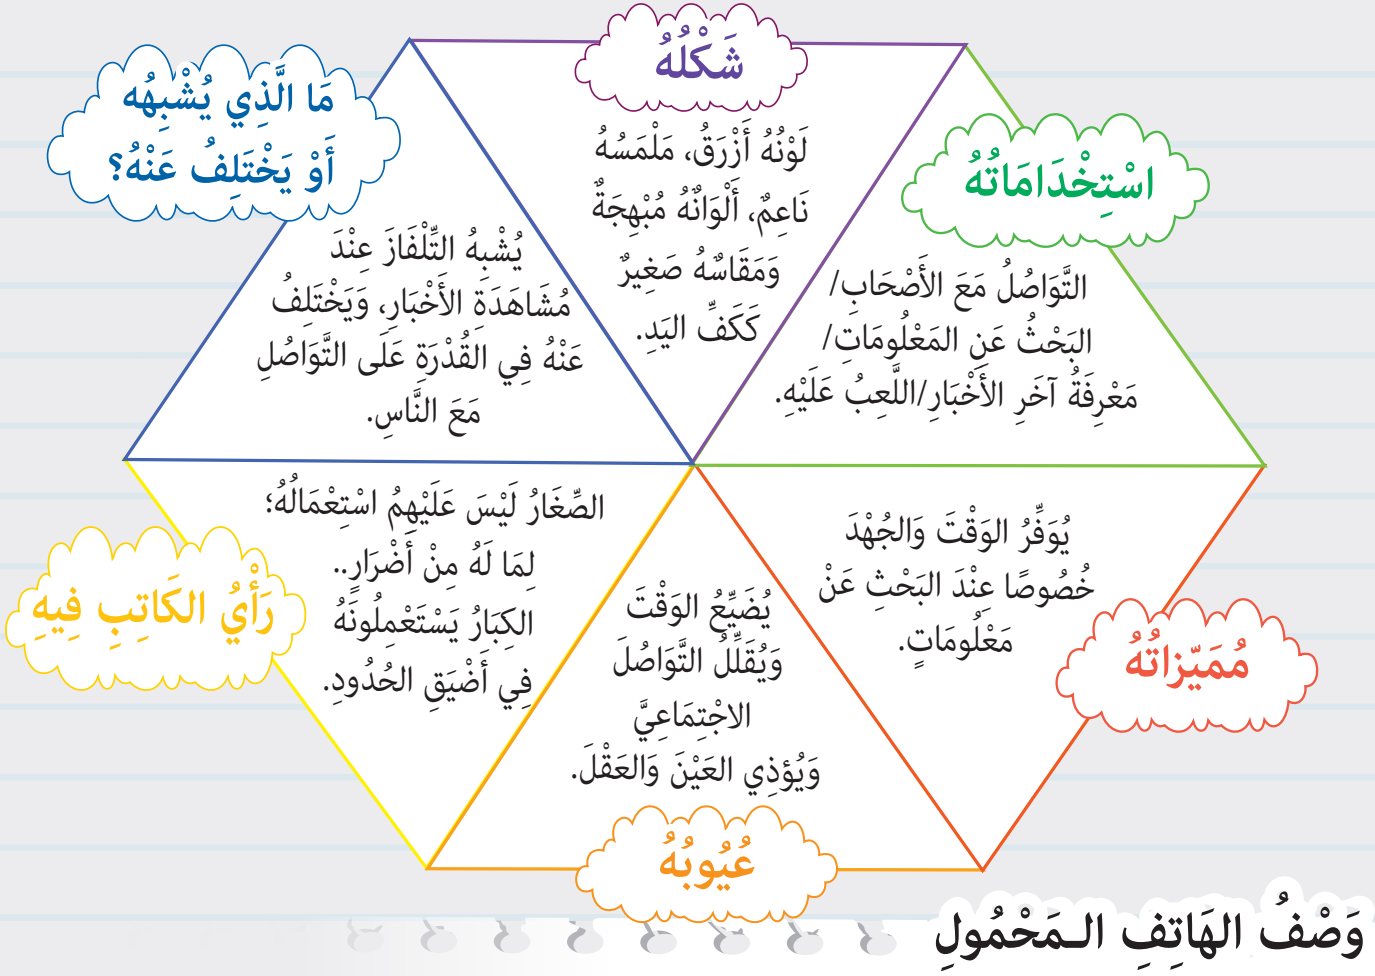 شَكْلُهُ
لَوْنُهُ أَزْرَقُ، مَلْمَسُهُ
نَاعِمٌ، أَلْوَانُهُ مُبْهِجَةٌ
وَمَقَاسُهُ صَغِيرٌ
كَكَفِّ اليَدِ.
اسْتِخْدَامَاتُهُ
التَّوَاصُلُ مَعَ الأَصْحَابِ/
البَحْثُ عَنِ المَعْلُومَاتِ/
مَعْرِفَةُ آخَرِ الأَخْبَارِ/اللَّعِبُ عَلَيْهِ.
مُمَيّزاتُهُ
يُوَفِّرُ الوَقْتَ وَالجُهْدَ
خُصُوصًا عِنْدَ البَحْثِ عَنْ
مَعْلُومَاتٍ.
عُيُوبُهُ
يُضَيِّعُ الوَقْتَ
وَيُقَلِّلُ التَّوَاصُلَ
الاجْتِمَاعِيَّ
وَيُؤذِي العَيْنَ وَالعَقْلَ.
رَأْيُ الكَاتِبِ فِيهِ
الصِّغَارُ لَيْسَ عَلَيْهِمُ اسْتِعْمَالُهُ؛
لِمَا لَهُ مِنْ أَضْرَارٍ..
الكِبَارُ يَسْتَعْمِلُونَهُ
فِي أَضْيَقِ الحُدُودِ.
مَا الَّذِي يُشْبِهُه
أَوْ يَخْتَلِفُ عَنْهُ؟
يُشْبِهُ التِّلْفَازَ عِنْدَ
مُشَاهَدَةِ الأَخْبَارِ، وَيَخْتَلِفُ
عَنْهُ فِي القُدْرَةِ عَلَى التَّوَاصُلِ
مَعَ النَّاسِ.
وَصْفُ الهَاتِفِ الـمَحْمُولِ